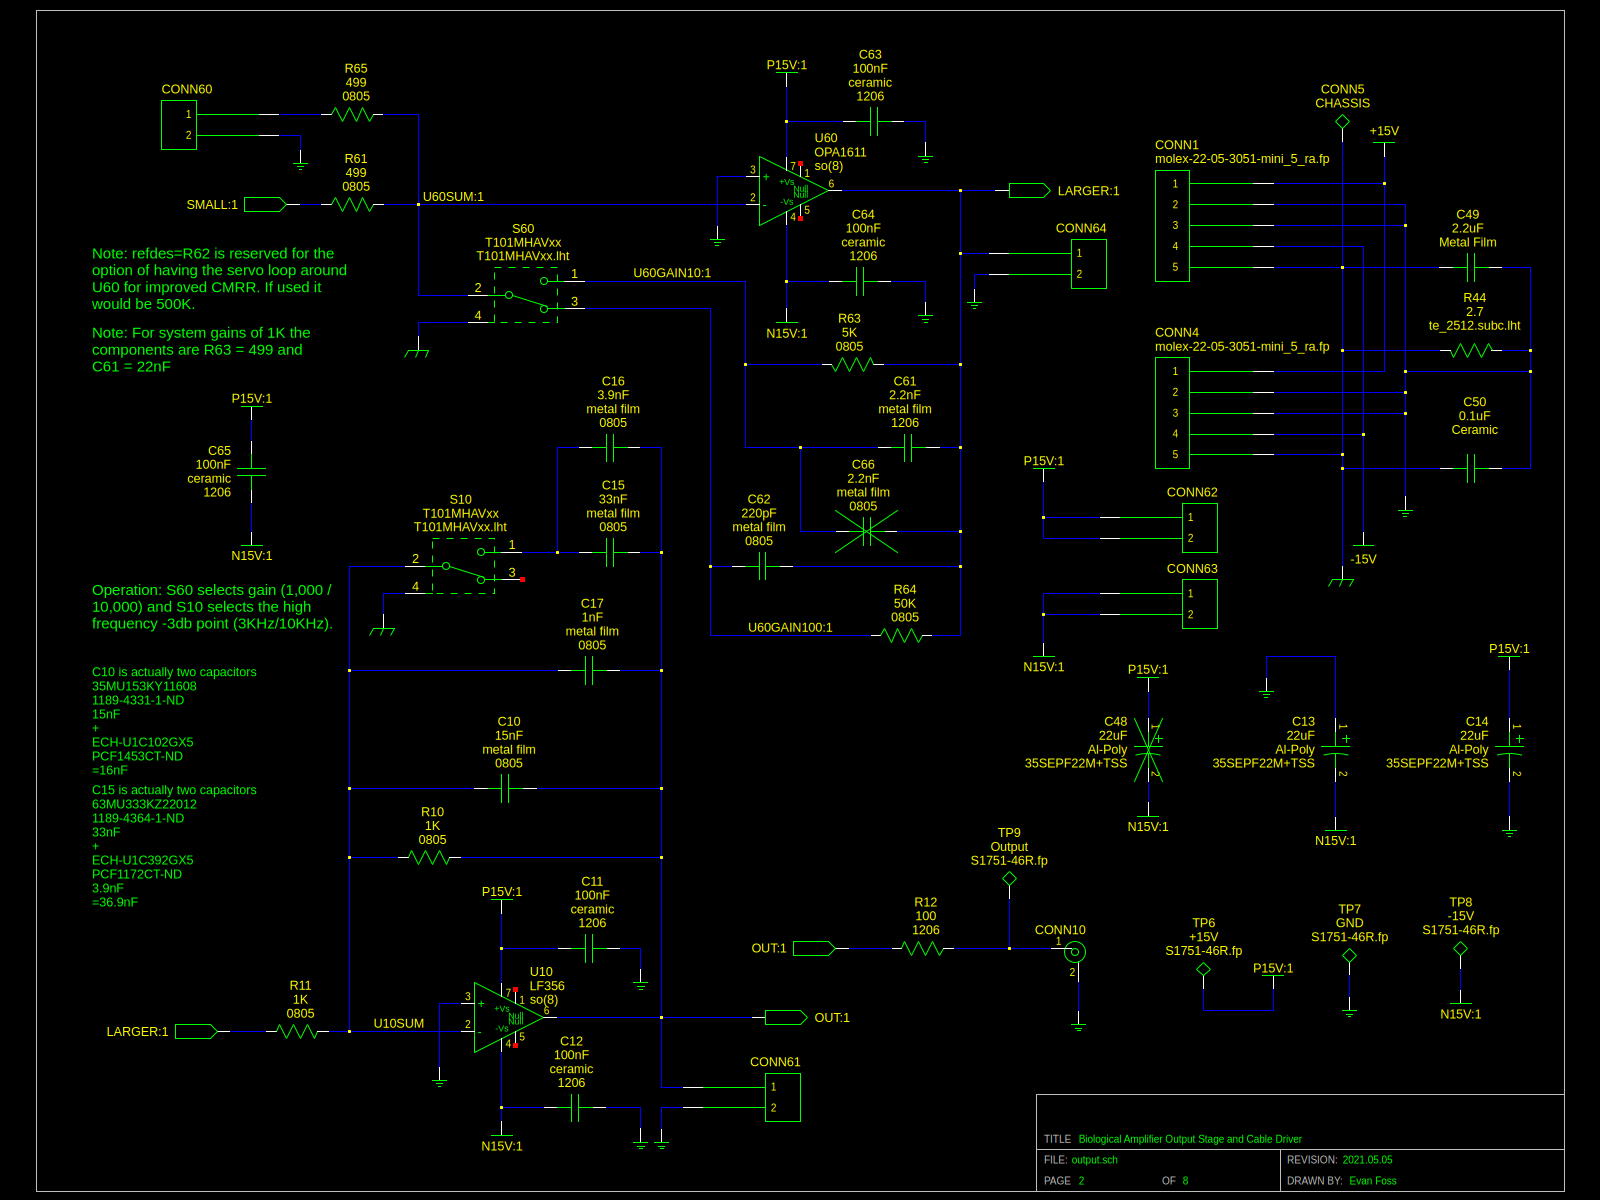 CONN60
1
2
R65
499
0805
R61
499
0805
SMALL:1
U60SUM:1
P15V:1
C63
100nF
ceramic
1206
U60
OPA1611
so(8)
3
+
2
-
7
1
+Vs
Null
Null
-Vs
4
5
6
LARGER:1
C64
100nF
ceramic
1206
N15V:1
CONN64
1
2
CONN5
CHASSIS
+15V
CONN1
molex-22-05-3051-mini_5_ra.fp
1
2
3
4
5
C49
2.2uF
Metal Film
R44
2.7
te_2512.subc.lht
CONN4
molex-22-05-3051-mini_5_ra.fp
1
2
3
4
5
C50
0.1uF
Ceramic
-15V
Note: refdes=R62 is reserved for the
option of having the servo loop around
U60 for improved CMRR. If used it
would be 500K.
Note: For system gains of 1K the
components are R63 = 499 and
C61 = 22nF
S60
T101MHAVxx
T101MHAVxx.lht
1
2
3
4
U60GAIN10:1
R63
5K
0805
C61
2.2nF
metal film
1206
C66
2.2nF
metal film
0805
C62
220pF
metal film
0805
R64
50K
0805
U60GAIN100:1
P15V:1
C65
100nF
ceramic
1206
N15V:1
C16
3.9nF
metal film
0805
C15
33nF
metal film
0805
S10
T101MHAVxx
T101MHAVxx.lht
1
2
3
4
Operation: S60 selects gain (1,000 /
10,000) and S10 selects the high
frequency -3db point (3KHz/10KHz).
C17
1nF
metal film
0805
C10 is actually two capacitors
35MU153KY11608
1189-4331-1-ND
15nF
+
ECH-U1C102GX5
PCF1453CT-ND
=16nF
C15 is actually two capacitors
63MU333KZ22012
1189-4364-1-ND
33nF
+
ECH-U1C392GX5
PCF1172CT-ND
3.9nF
=36.9nF
C10
15nF
metal film
0805
R10
1K
0805
P15V:1
C11
100nF
ceramic
1206
U10
LF356
so(8)
3
+
2
-
7
1
+Vs
Null
Null
-Vs
4
5
6
R11
1K
0805
LARGER:1
U10SUM
OUT:1
C12
100nF
ceramic
1206
N15V:1
CONN61
1
2
P15V:1
CONN62
1
2
CONN63
1
2
N15V:1
P15V:1
C48
22uF
Al-Poly
35SEPF22M+TSS
1
+
2
N15V:1
C13
22uF
Al-Poly
35SEPF22M+TSS
1
+
2
N15V:1
P15V:1
C14
22uF
Al-Poly
35SEPF22M+TSS
1
+
2
TP9
Output
S1751-46R.fp
OUT:1
R12
100
1206
CONN10
1
2
TP6
+15V
S1751-46R.fp
P15V:1
TP7
GND
S1751-46R.fp
TP8
-15V
S1751-46R.fp
N15V:1
TITLE Biological Amplifier Output Stage and Cable Driver
FILE: output.sch
REVISION: 2021.05.05
PAGE 2 OF 8
DRAWN BY: Evan Foss